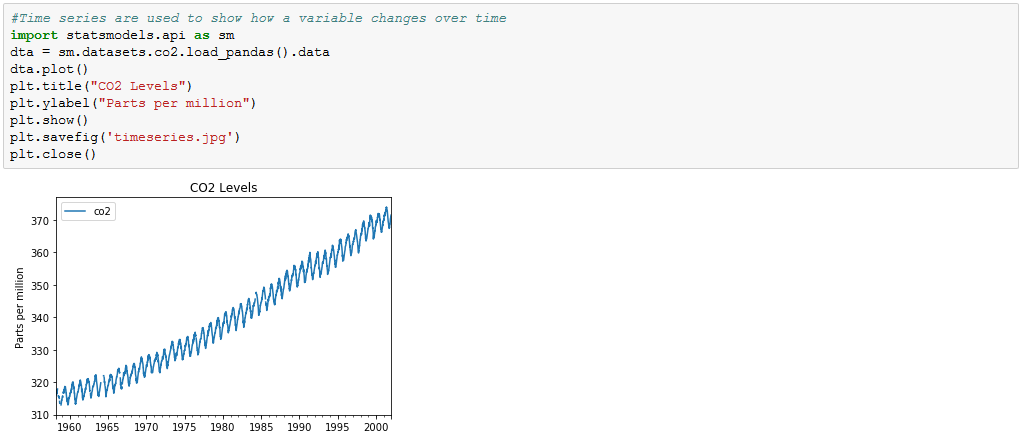 #Time series are used to show how a variable changes over time
import statsmodels.api as sm
dta = sm.datasets.co2.load_pandas().data
dta.plot()
plt.title("CO2 Levels")
plt.ylabel("Parts per million")
plt.show()
plt.savefig('timeseries.jpg')
plt.close()
CO2 Levels
co2
370
360
350
340
330
320
310
Parts per million
1960 1965 1970 1975 1980 1985 1990 1995 2000